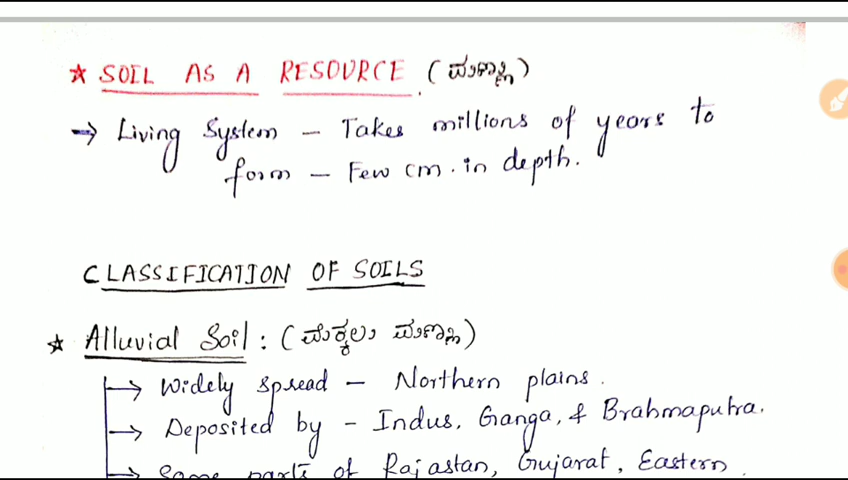 ★ SOIL AS A RESOURCE. (ಮಣ್ಣು)
→ Living System – Takes millions of years to
form – Few cm. in depth.
CLASSIFICATION OF SOILS
★ Alluvial Soil : (ಮೆಕ್ಕಲು ಮಣ್ಣು)
→ Widely spread – Northern plains.
→ Deposited by – Indus, Ganga, & Brahmaputra.
→ Some parts of Rajastan, Gujarat, Eastern